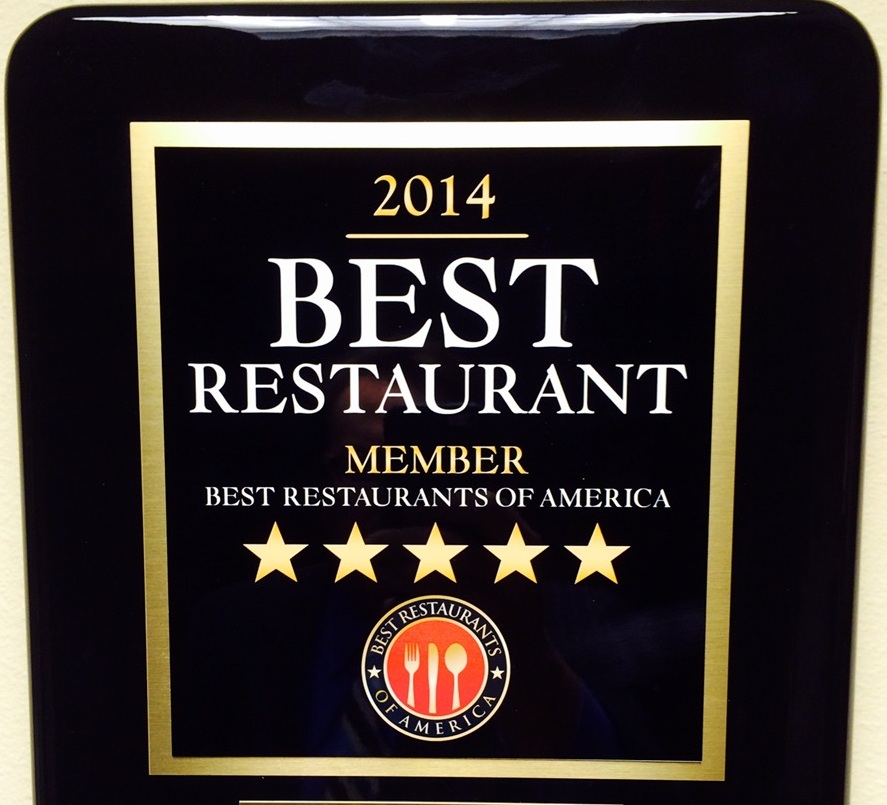 2014
BEST
RESTAURANT
MEMBER
BEST RESTAURANTS OF AMERICA
BEST RESTAURANTS
OF AMERICA